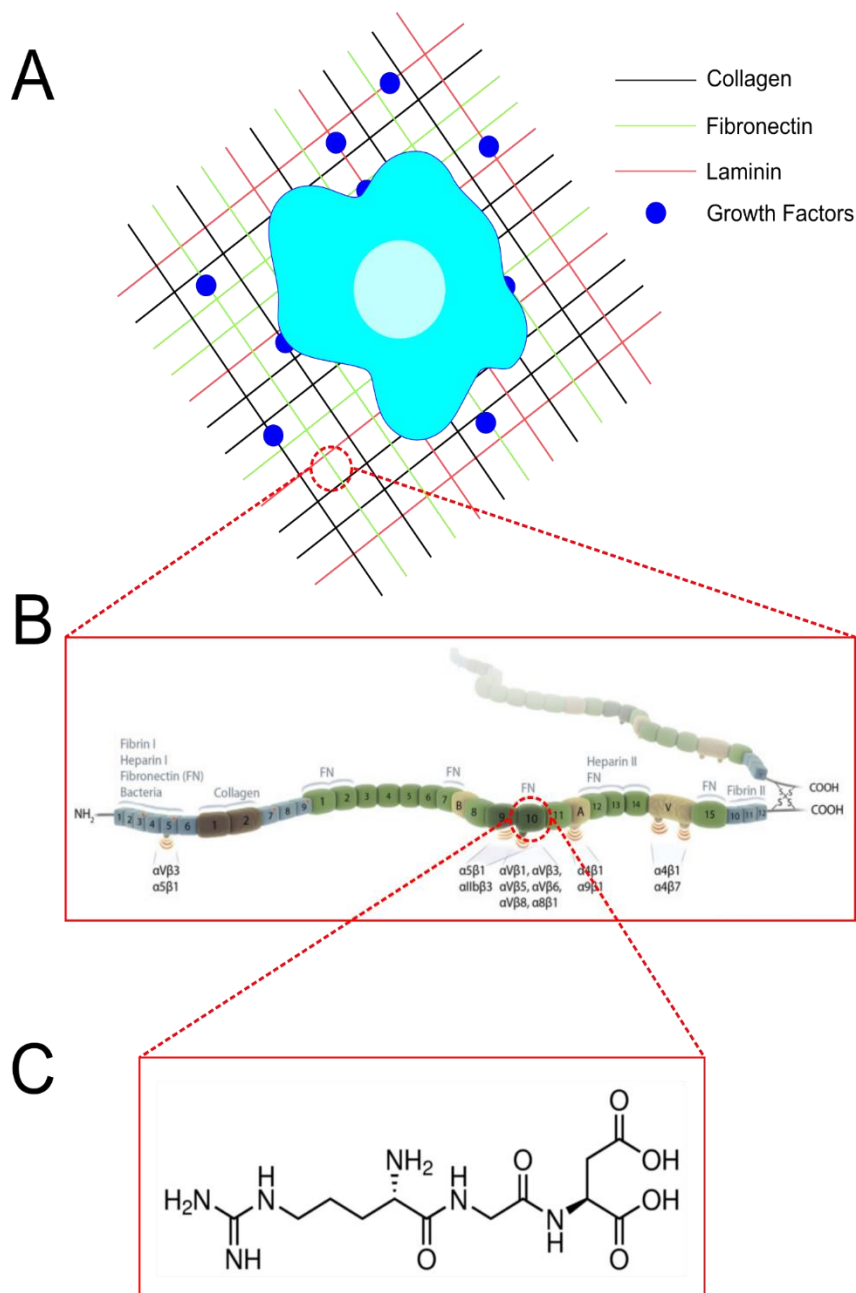 A
Collagen
Fibronectin
Laminin
Growth Factors
B
Fibrin I
Heparin I
Fibronectin (FN)
Bacteria
Collagen
FN
FN
FN
Heparin II
FN
FN
Fibrin II
NH2
1 2 3 4 5 6 1 2 7 8 9 1 2 3 4 5 6 7 B 8 9 10 11 A 12 13 14 V 15 10 11 12
S S
S S
COOH
COOH
αVβ3
α5β1
α5β1
αIIbβ3
αVβ1, αVβ3,
αVβ5, αVβ6,
αVβ8, α8β1
α4β1
α9β1
α4β1
α4β7
C
O
OH
H
N
NH2
H
N
O
OH
H2N
NH
O
N
H
O